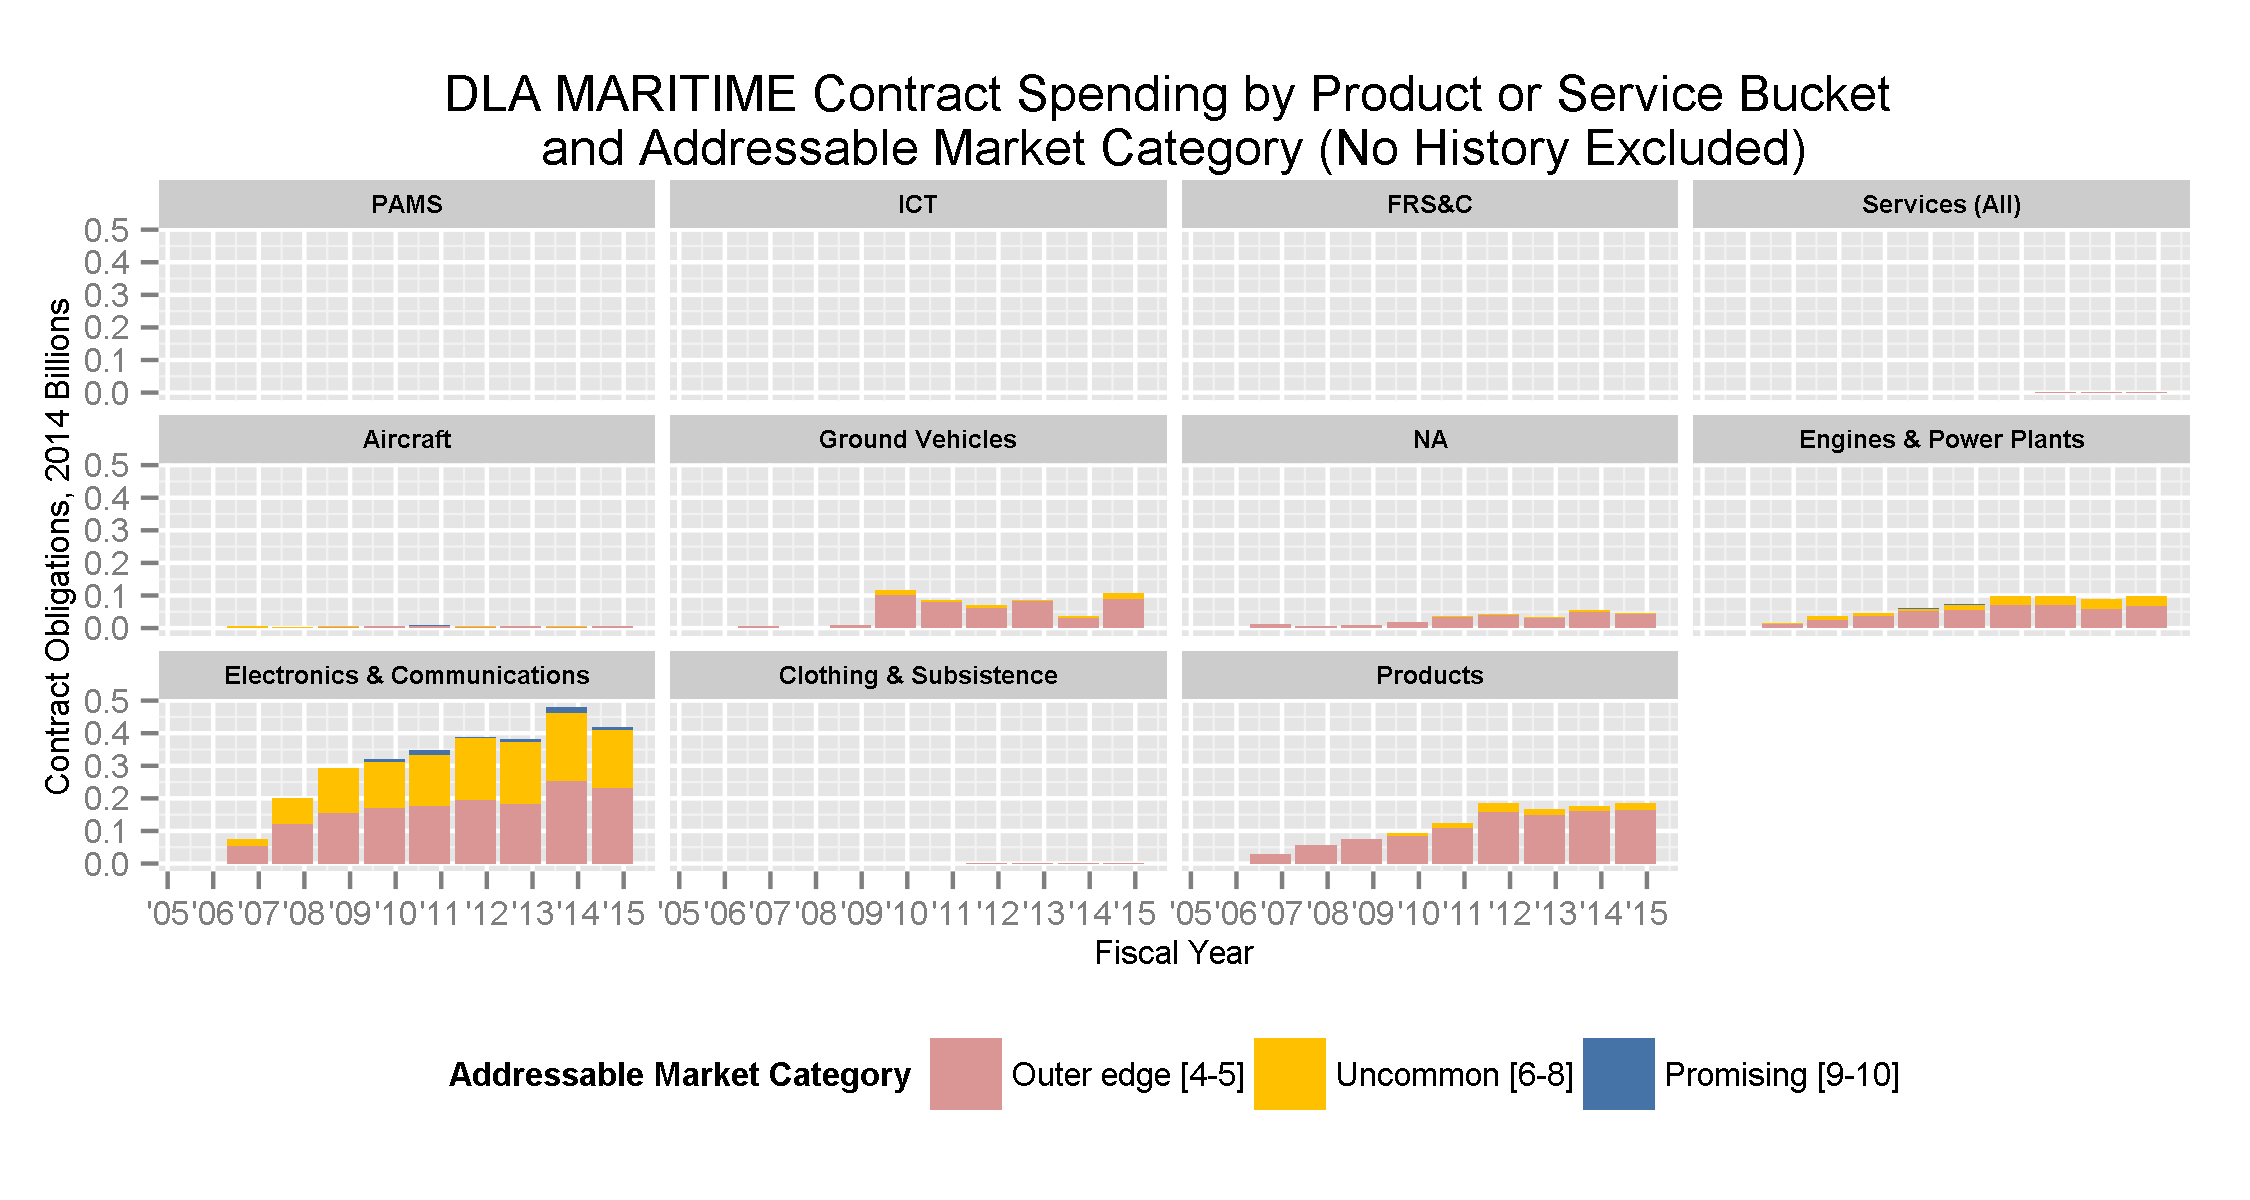 DLA MARITIME Contract Spending by Product or Service Bucket
and Addressable Market Category (No History Excluded)
Contract Obligations, 2014 Billions
PAMS ICT FRS&C Services (All)
0.5
0.4
0.3
0.2
0.1
0.0
Aircraft Ground Vehicles NA Engines & Power Plants
0.5
0.4
0.3
0.2
0.1
0.0
Electronics & Communications Clothing & Subsistence Products
0.5
0.4
0.3
0.2
0.1
0.0
'05 '06 '07 '08 '09 '10 '11 '12 '13 '14 '15 '05 '06 '07 '08 '09 '10 '11 '12 '13 '14 '15 '05 '06 '07 '08 '09 '10 '11 '12 '13 '14 '15
Fiscal Year
Addressable Market Category Outer edge [4-5] Uncommon [6-8] Promising [9-10]